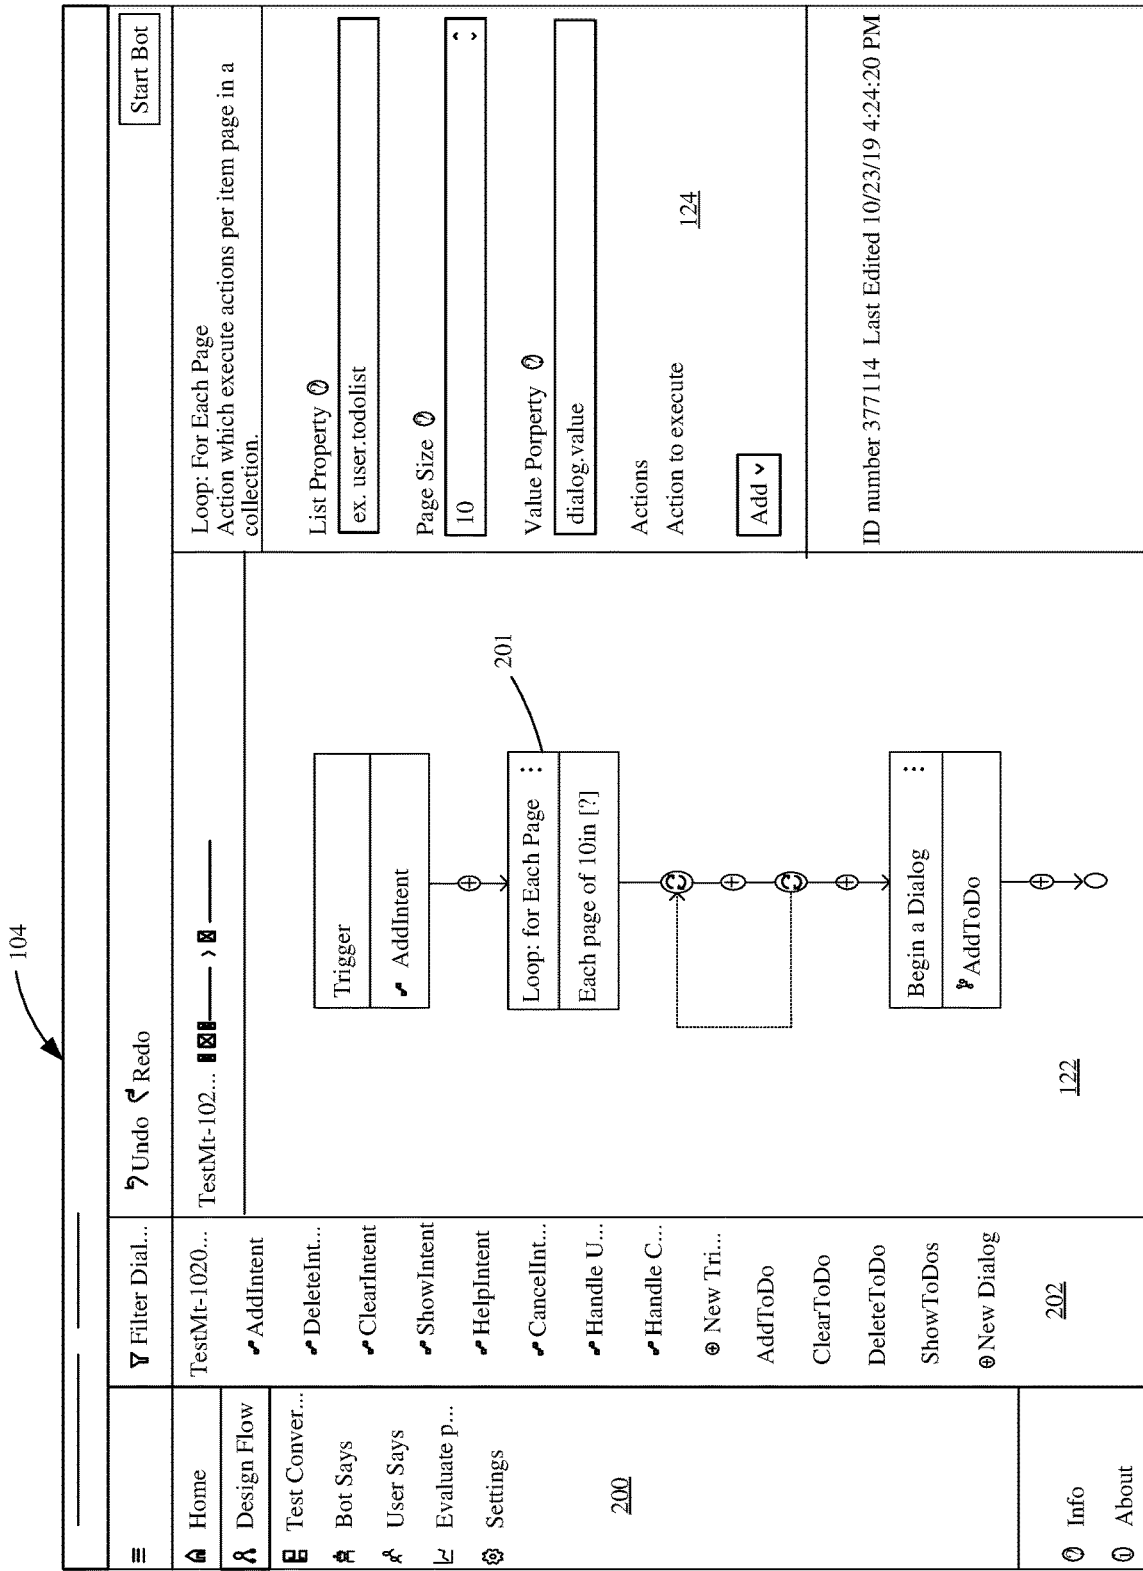 104
Start Bot
Filter Dial...
Undo Redo
Home
Design Flow
Test Conver...
Bot Says
User Says
Evaluate p...
Settings
200
Info
About
TestMt-1020...
AddIntent
DeleteInt...
ClearIntent
ShowIntent
HelpIntent
CancelInt...
Handle U...
Handle C...
New Tri...
AddToDo
ClearToDo
DeleteToDo
ShowToDos
New Dialog
202
TestMt-102...
Trigger
AddIntent
201
Loop: for Each Page
Each page of 10in [?]
Begin a Dialog
AddToDo
122
Loop: For Each Page
Action which execute actions per item page in a
collection.
List Property
ex. user.todolist
Page Size
10
Value Porperty
dialog.value
Actions
Action to execute
124
Add
ID number 377114 Last Edited 10/23/19 4:24:20 PM